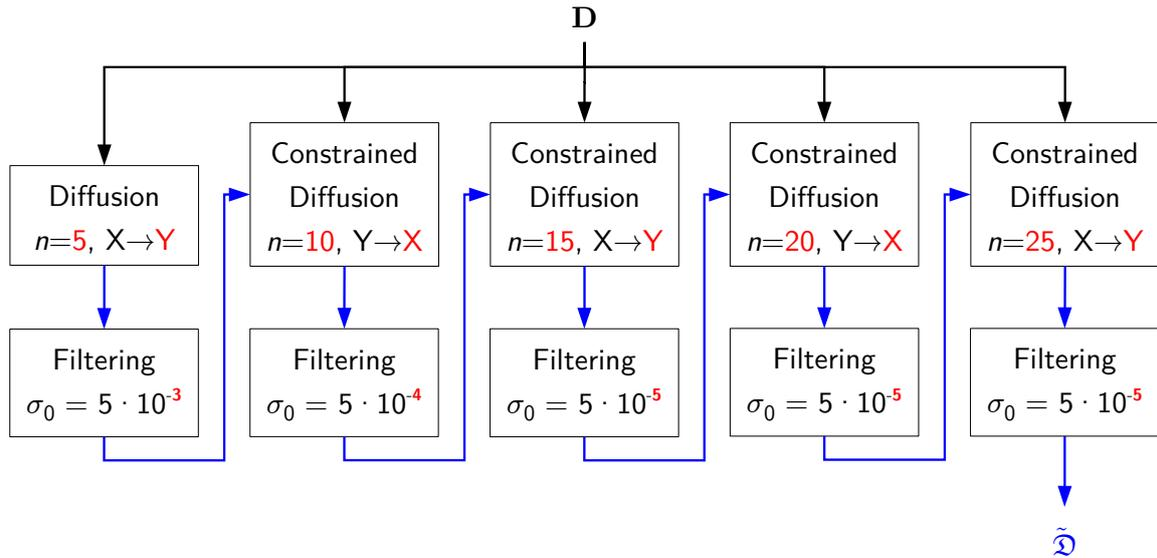 D
Diffusion
n=5, X→Y
Constrained
Diffusion
n=10, Y→X
Constrained
Diffusion
n=15, X→Y
Constrained
Diffusion
n=20, Y→X
Constrained
Diffusion
n=25, X→Y
Filtering
σ₀ = 5 · 10⁻³
Filtering
σ₀ = 5 · 10⁻⁴
Filtering
σ₀ = 5 · 10⁻⁵
Filtering
σ₀ = 5 · 10⁻⁵
Filtering
σ₀ = 5 · 10⁻⁵
𝔇̃